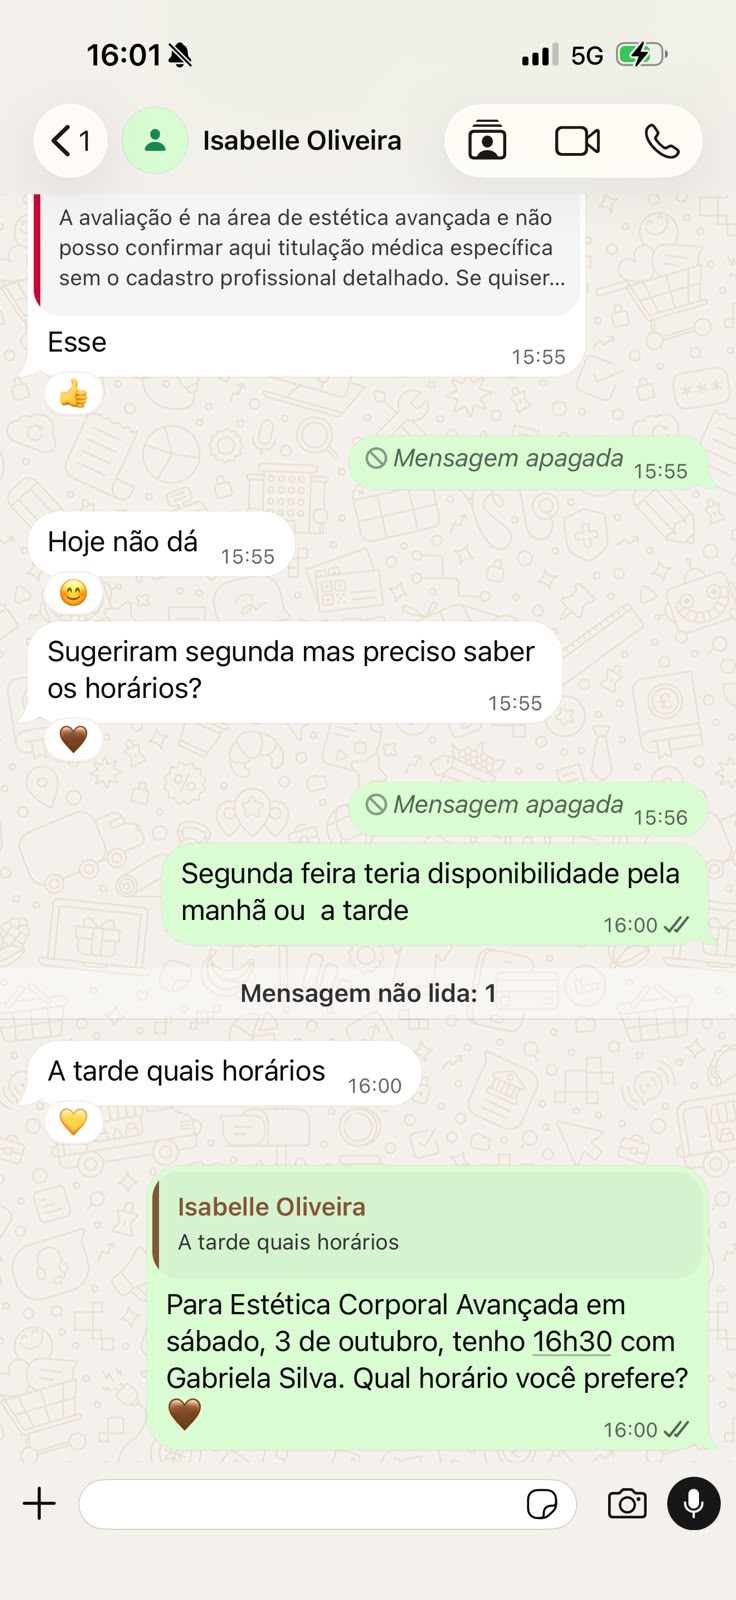 16:01
5G
1
Isabelle Oliveira
A avaliação é na área de estética avançada e não
posso confirmar aqui titulação médica específica
sem o cadastro profissional detalhado. Se quiser...
Esse
15:55
Mensagem apagada 15:55
Hoje não dá 15:55
Sugeriram segunda mas preciso saber
os horários?
15:55
Mensagem apagada 15:56
Segunda feira teria disponibilidade pela
manhã ou  a tarde
16:00
Mensagem não lida: 1
A tarde quais horários 16:00
Isabelle Oliveira
A tarde quais horários
Para Estética Corporal Avançada em
sábado, 3 de outubro, tenho 16h30 com
Gabriela Silva. Qual horário você prefere?
🤎
16:00